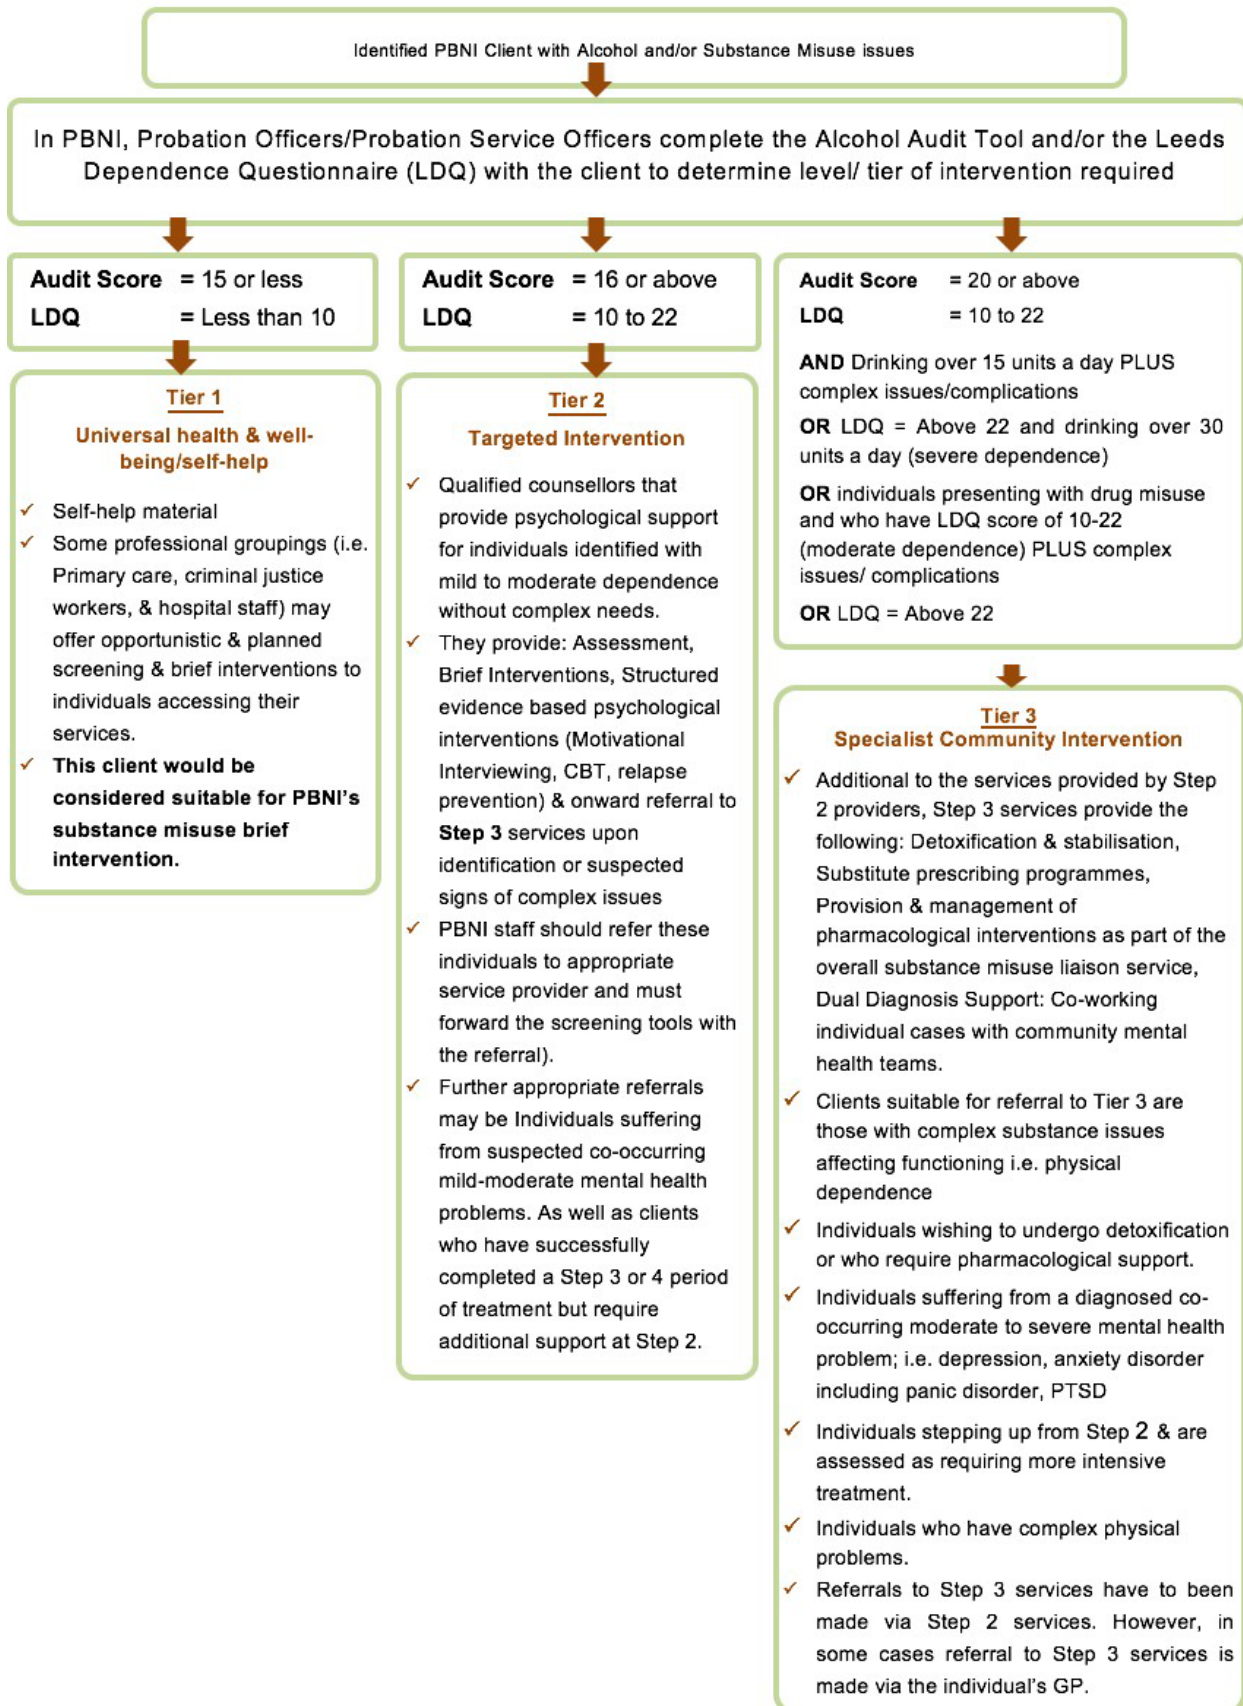 Identified PBNI Client with Alcohol and/or Substance Misuse issues
In PBNI, Probation Officers/Probation Service Officers complete the Alcohol Audit Tool and/or the Leeds
Dependence Questionnaire (LDQ) with the client to determine level/ tier of intervention required
Audit Score = 15 or less
LDQ = Less than 10
Tier 1
Universal health & well-
being/self-help
✓ Self-help material
✓ Some professional groupings (i.e.
Primary care, criminal justice
workers, & hospital staff) may
offer opportunistic & planned
screening & brief interventions to
individuals accessing their
services.
✓ This client would be
considered suitable for PBNI's
substance misuse brief
intervention.
Audit Score = 16 or above
LDQ = 10 to 22
Tier 2
Targeted Intervention
✓ Qualified counsellors that
provide psychological support
for individuals identified with
mild to moderate dependence
without complex needs.
✓ They provide: Assessment,
Brief Interventions, Structured
evidence based psychological
interventions (Motivational
Interviewing, CBT, relapse
prevention) & onward referral to
Step 3 services upon
identification or suspected
signs of complex issues
✓ PBNI staff should refer these
individuals to appropriate
service provider and must
forward the screening tools with
the referral).
✓ Further appropriate referrals
may be Individuals suffering
from suspected co-occurring
mild-moderate mental health
problems. As well as clients
who have successfully
completed a Step 3 or 4 period
of treatment but require
additional support at Step 2.
Audit Score = 20 or above
LDQ = 10 to 22
AND Drinking over 15 units a day PLUS
complex issues/complications
OR LDQ = Above 22 and drinking over 30
units a day (severe dependence)
OR individuals presenting with drug misuse
and who have LDQ score of 10-22
(moderate dependence) PLUS complex
issues/ complications
OR LDQ = Above 22
Tier 3
Specialist Community Intervention
✓ Additional to the services provided by Step
2 providers, Step 3 services provide the
following: Detoxification & stabilisation,
Substitute prescribing programmes,
Provision & management of
pharmacological interventions as part of the
overall substance misuse liaison service,
Dual Diagnosis Support: Co-working
individual cases with community mental
health teams.
✓ Clients suitable for referral to Tier 3 are
those with complex substance issues
affecting functioning i.e. physical
dependence
✓ Individuals wishing to undergo detoxification
or who require pharmacological support.
✓ Individuals suffering from a diagnosed co-
occurring moderate to severe mental health
problem; i.e. depression, anxiety disorder
including panic disorder, PTSD
✓ Individuals stepping up from Step 2 & are
assessed as requiring more intensive
treatment.
✓ Individuals who have complex physical
problems.
✓ Referrals to Step 3 services have to been
made via Step 2 services. However, in
some cases referral to Step 3 services is
made via the individual's GP.